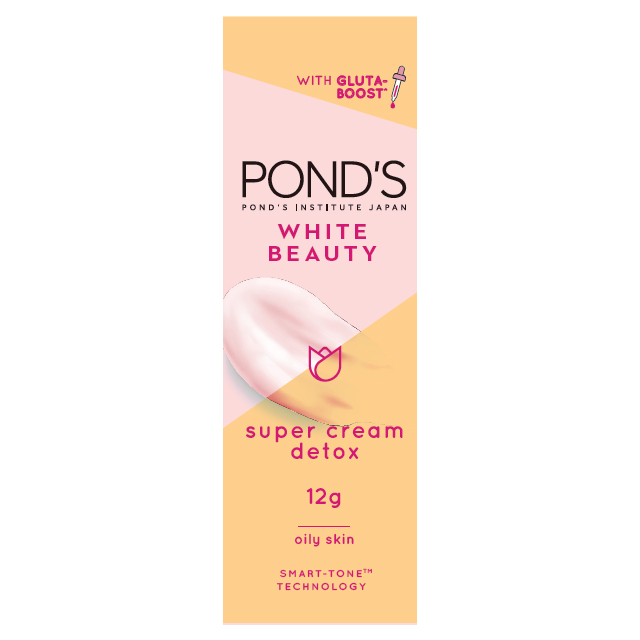 WITH GLUTA-
BOOST*
POND'S
POND'S INSTITUTE JAPAN
WHITE
BEAUTY
super cream
detox
12g
oily skin
SMART-TONE™
TECHNOLOGY